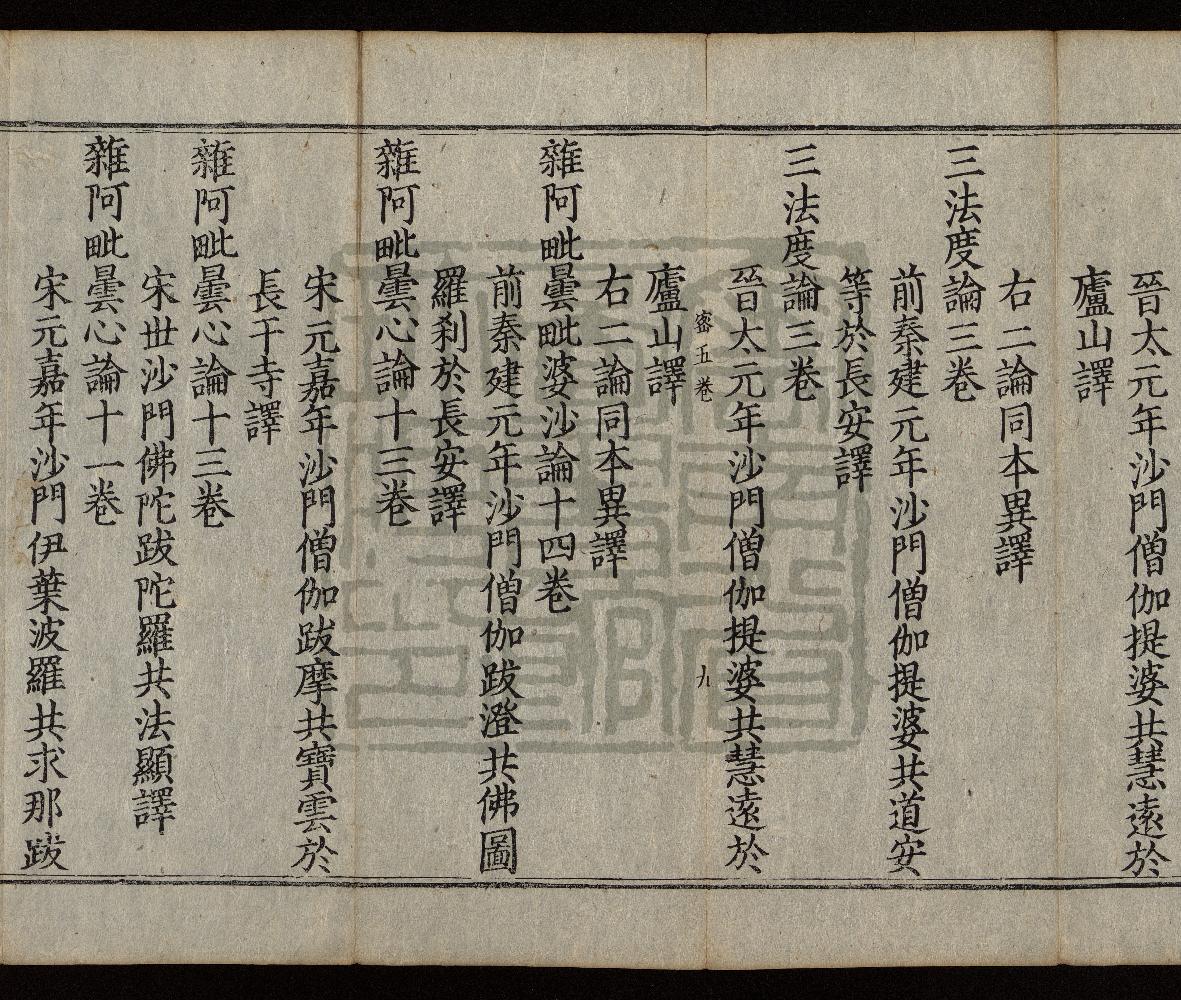 晉太元年沙門僧伽提婆共慧遠於
廬山譯
右二論同本異譯
三法度論三卷
前秦建元年沙門僧伽提婆共道安
等於長安譯
三法度論三卷
晉太元年沙門僧伽提婆共慧遠於
密五卷 九
廬山譯
右二論同本異譯
雜阿毗曇毗婆沙論十四卷
前秦建元年沙門僧伽跋澄共佛圖
羅剎於長安譯
雜阿毗曇心論十三卷
宋元嘉年沙門僧伽跋摩共寶雲於
長干寺譯
雜阿毗曇心論十三卷
宋世沙門佛陀跋陀羅共法顯譯
雜阿毗曇心論十一卷
宋元嘉年沙門伊葉波羅共求那跋